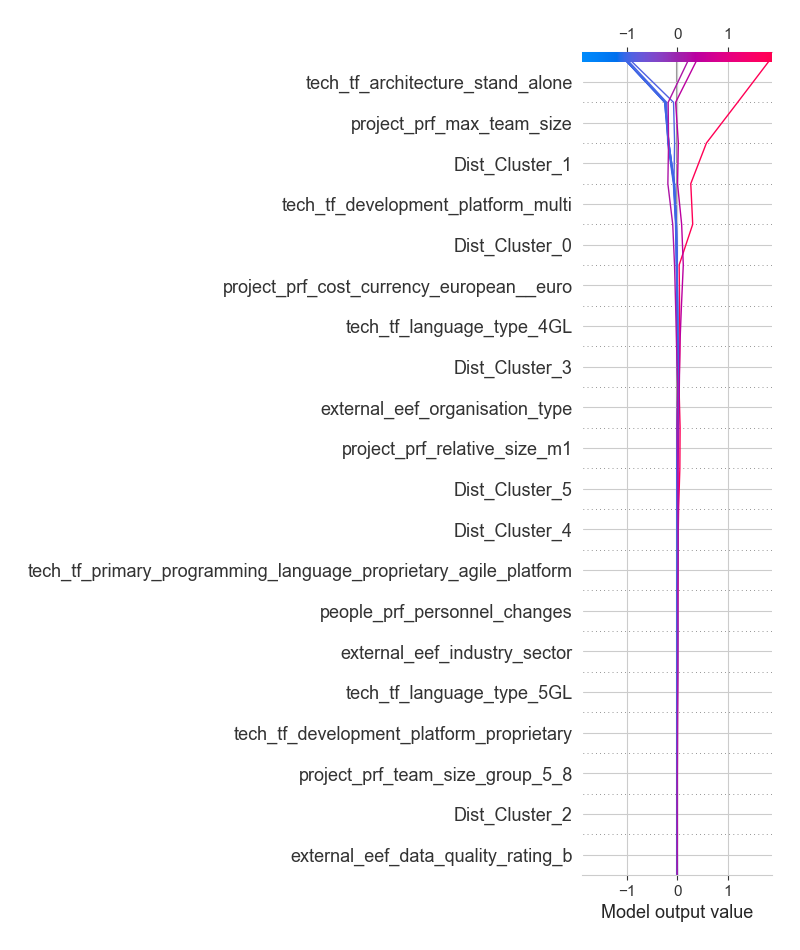 −1 0 1
tech_tf_architecture_stand_alone
project_prf_max_team_size
Dist_Cluster_1
tech_tf_development_platform_multi
Dist_Cluster_0
project_prf_cost_currency_european__euro
tech_tf_language_type_4GL
Dist_Cluster_3
external_eef_organisation_type
project_prf_relative_size_m1
Dist_Cluster_5
Dist_Cluster_4
tech_tf_primary_programming_language_proprietary_agile_platform
people_prf_personnel_changes
external_eef_industry_sector
tech_tf_language_type_5GL
tech_tf_development_platform_proprietary
project_prf_team_size_group_5_8
Dist_Cluster_2
external_eef_data_quality_rating_b
−1 0 1
Model output value